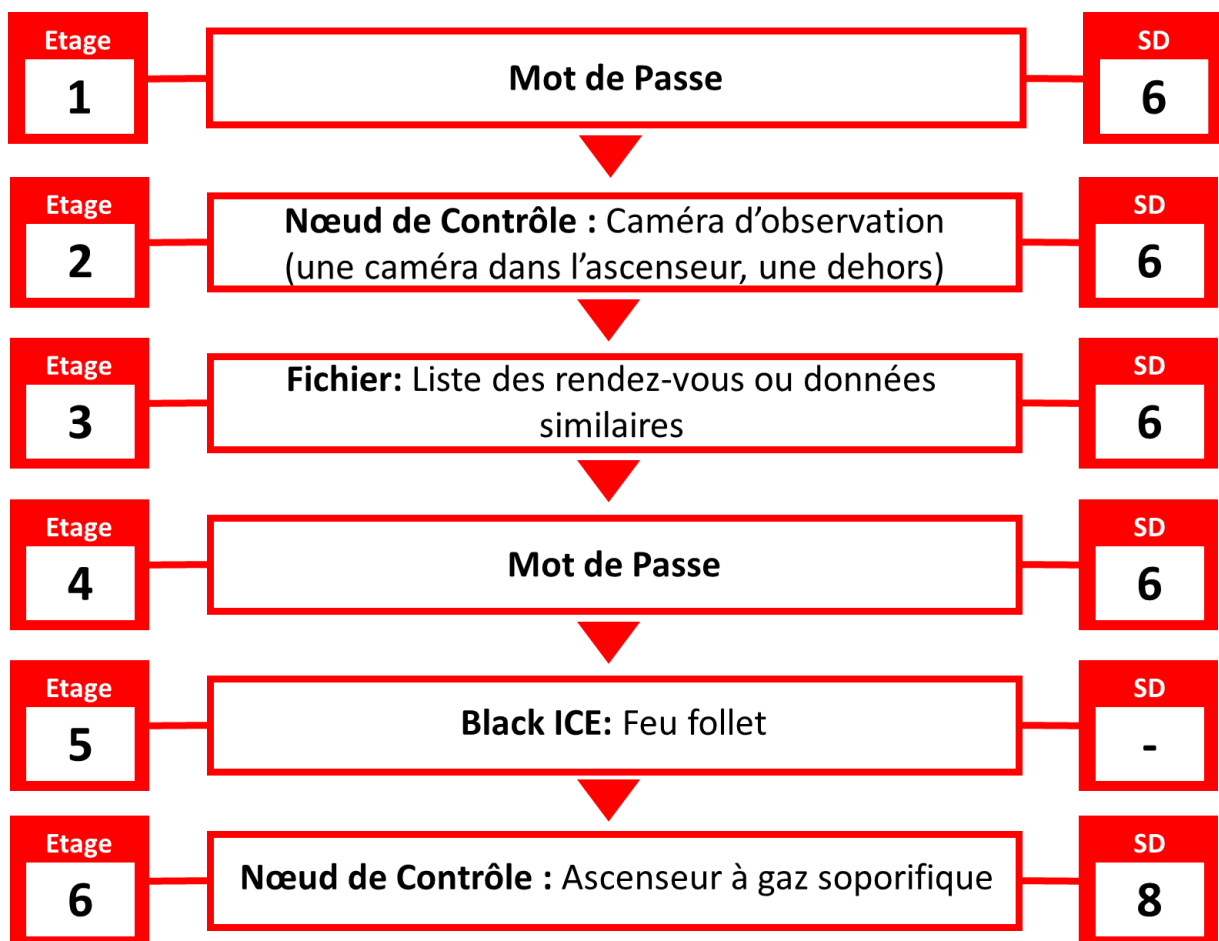 Etage
1
Mot de Passe
SD
6
Etage
2
Nœud de Contrôle : Caméra d’observation
(une caméra dans l’ascenseur, une dehors)
SD
6
Etage
3
Fichier: Liste des rendez-vous ou données
similaires
SD
6
Etage
4
Mot de Passe
SD
6
Etage
5
Black ICE: Feu follet
SD
-
Etage
6
Nœud de Contrôle : Ascenseur à gaz soporifique
SD
8